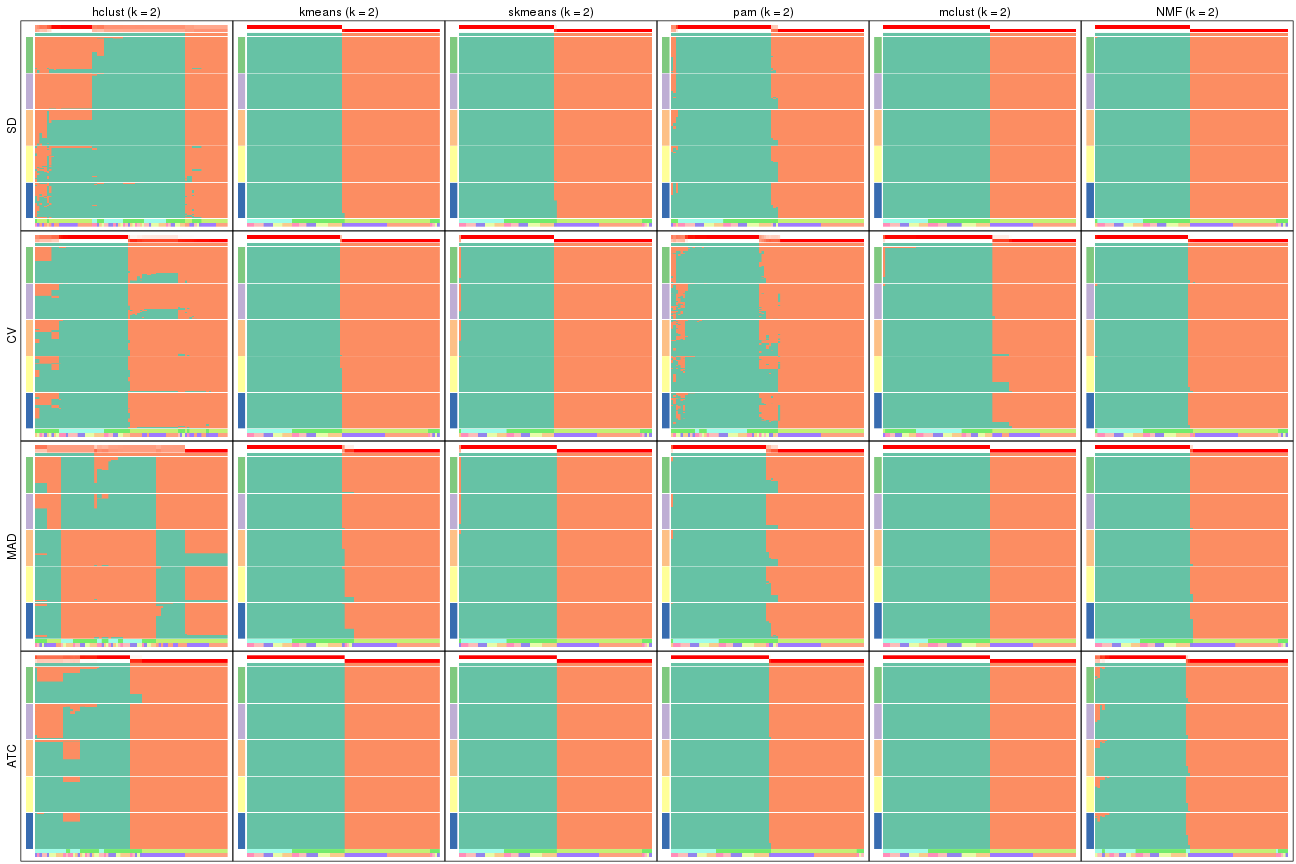 hclust (k = 2)
kmeans (k = 2)
skmeans (k = 2)
pam (k = 2)
mclust (k = 2)
NMF (k = 2)
SD
CV
MAD
ATC